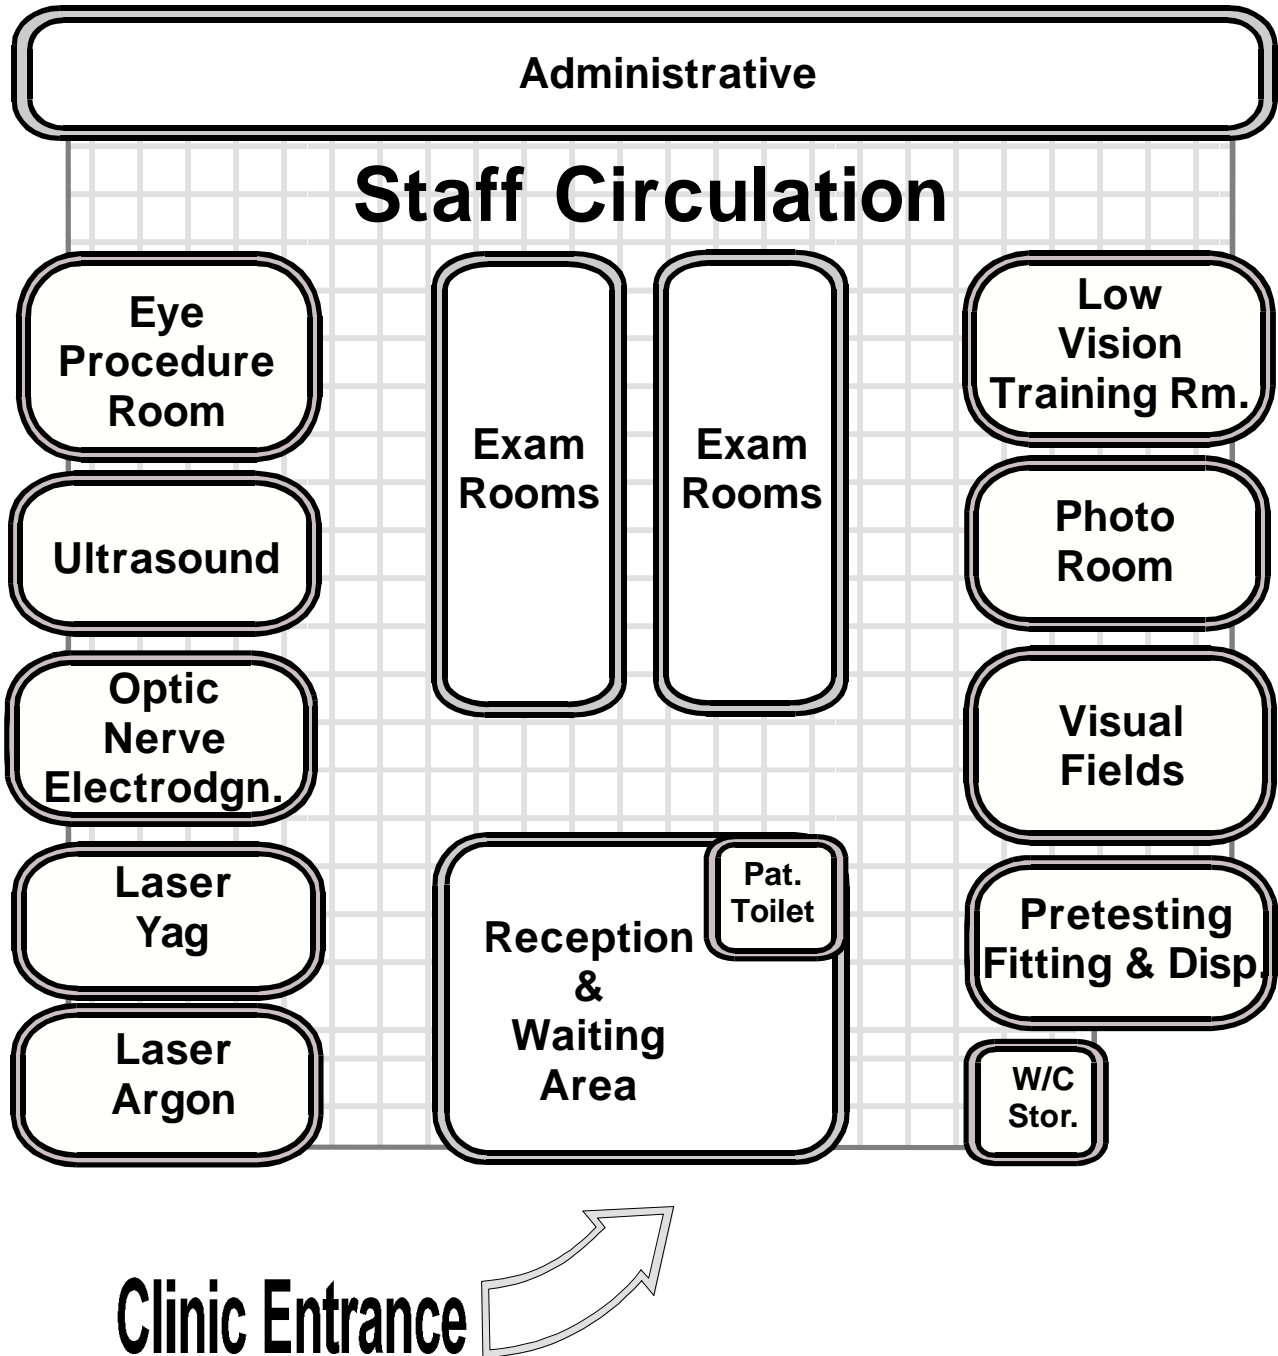 Administrative
Staff Circulation
Eye
Procedure
Room
Ultrasound
Optic
Nerve
Electrodgn.
Laser
Yag
Laser
Argon
Exam
Rooms
Exam
Rooms
Pat.
Toilet
Reception
&
Waiting
Area
Low
Vision
Training Rm.
Photo
Room
Visual
Fields
Pretesting
Fitting & Disp.
W/C
Stor.
Clinic Entrance